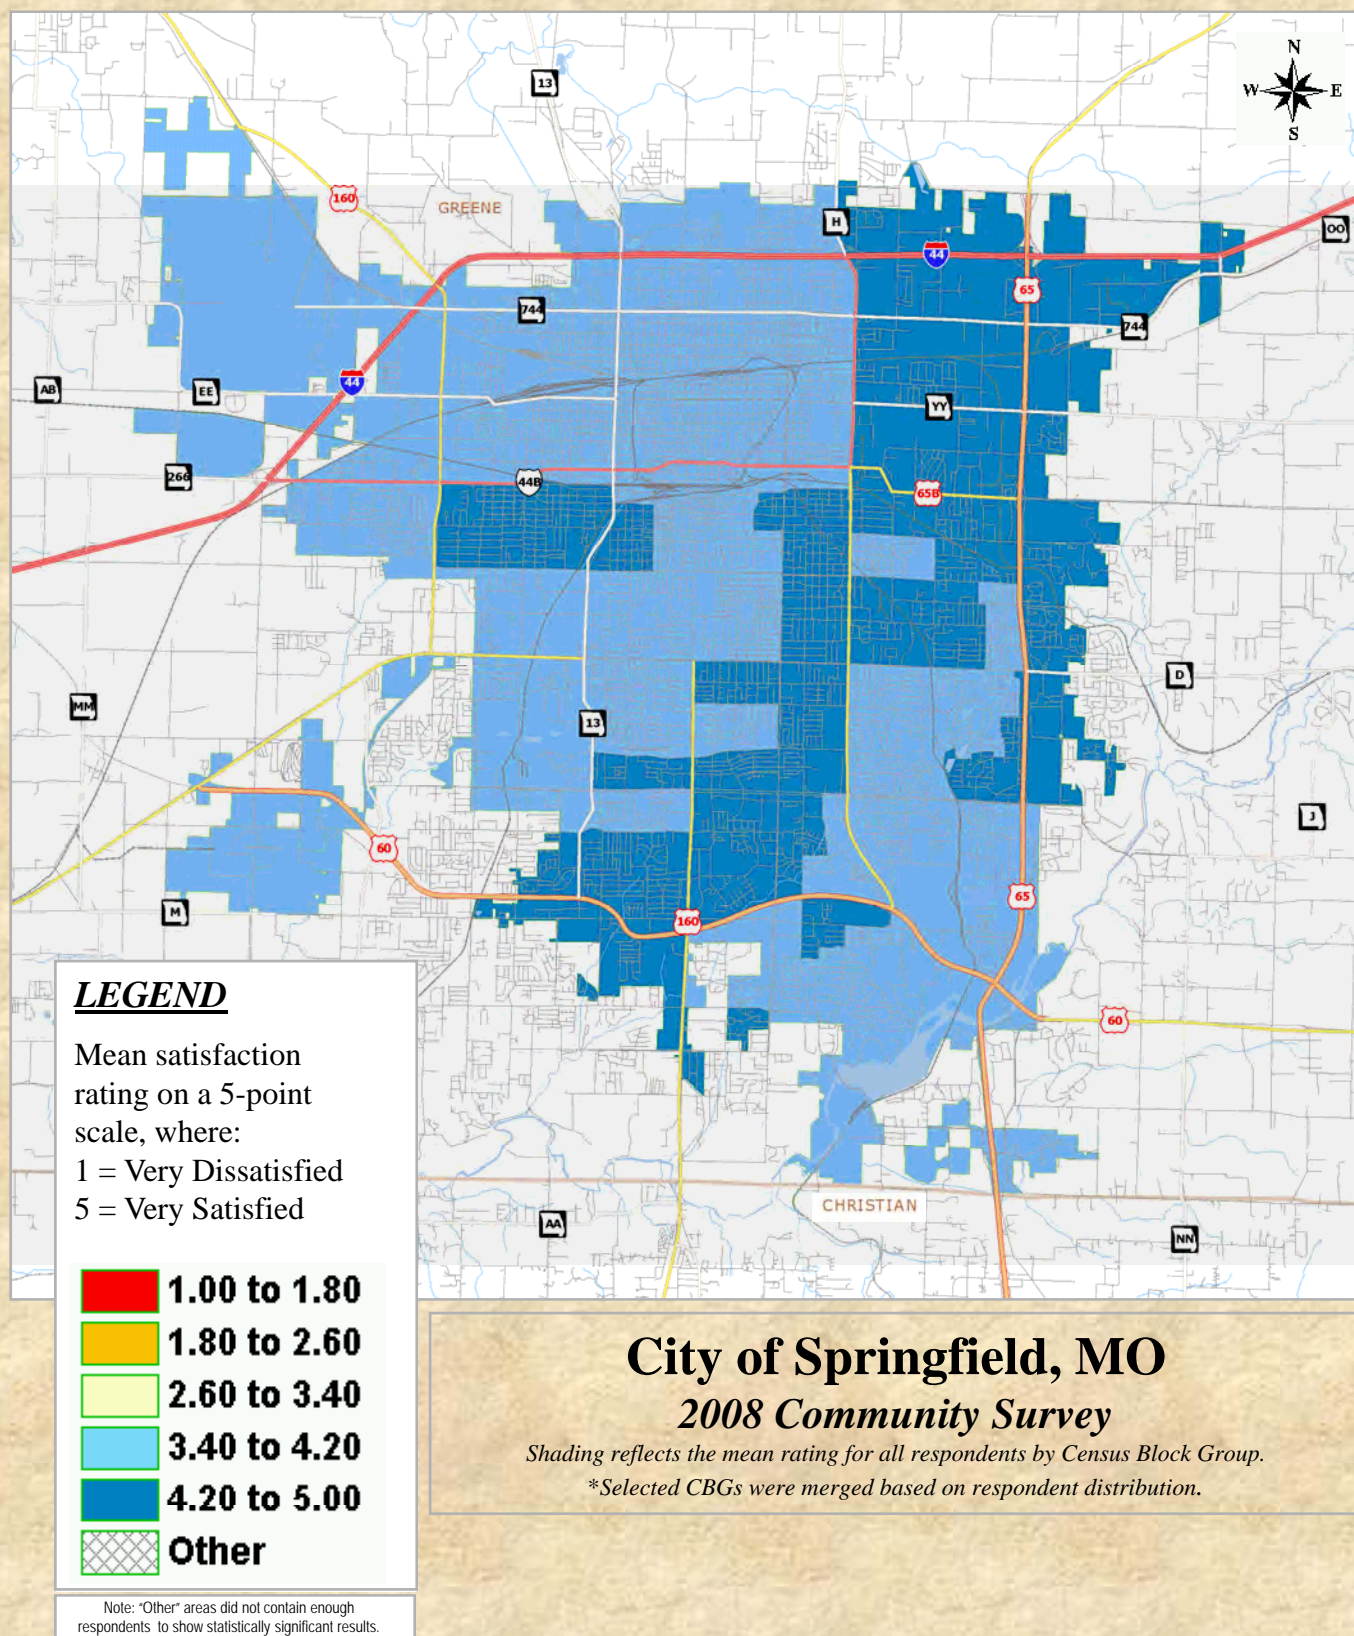 N
W E
S
13
160
GREENE
H
OO
44
65
744
744
44
AB
EE
YY
266
44B
65B
D
MM
13
J
60
65
M
160
60
CHRISTIAN
AA
NN
LEGEND
Mean satisfaction
rating on a 5-point
scale, where:
1 = Very Dissatisfied
5 = Very Satisfied
1.00 to 1.80
1.80 to 2.60
2.60 to 3.40
3.40 to 4.20
4.20 to 5.00
Other
Note: “Other” areas did not contain enough
respondents to show statistically significant results.
City of Springfield, MO
2008 Community Survey
Shading reflects the mean rating for all respondents by Census Block Group.
*Selected CBGs were merged based on respondent distribution.